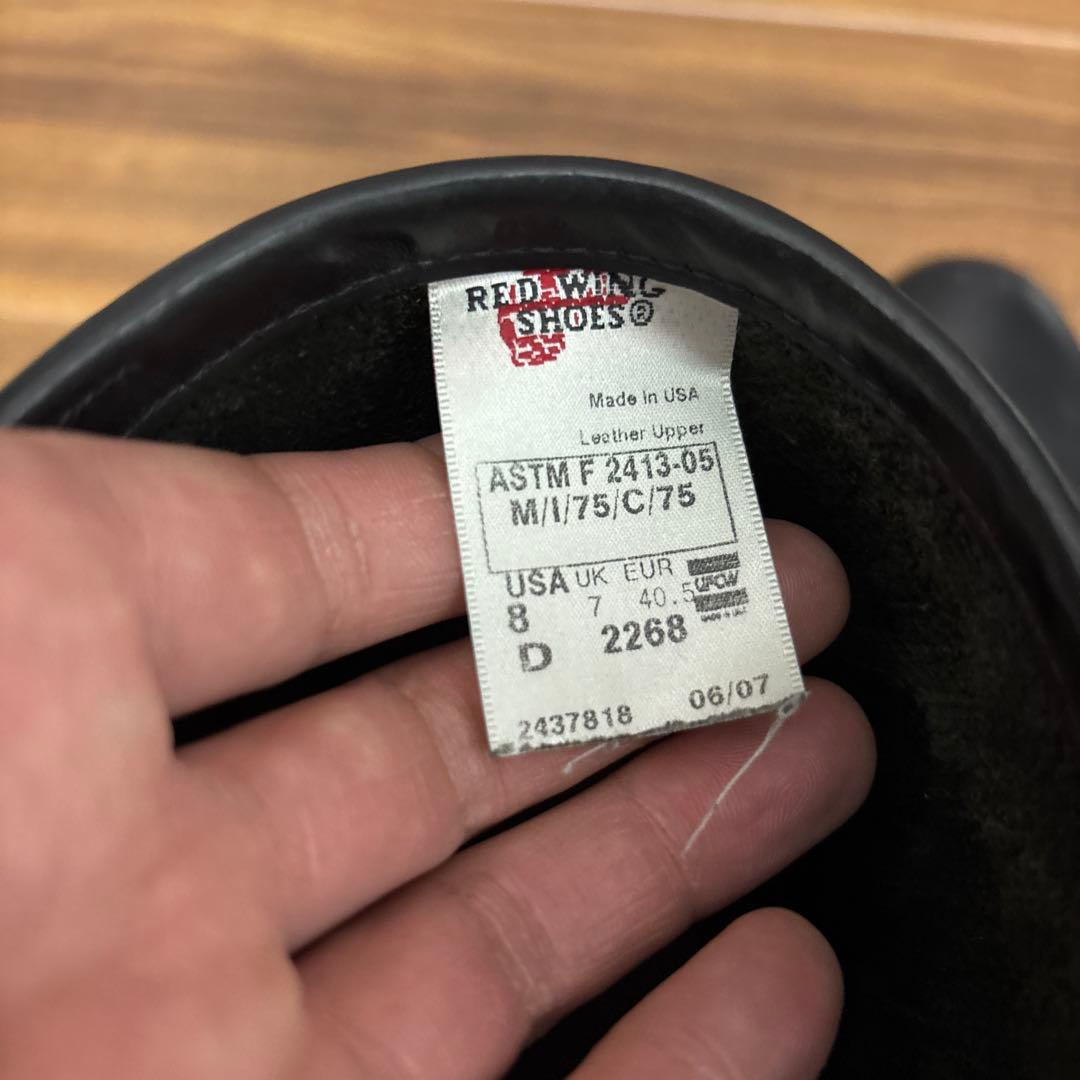 RED WING
SHOES®
Made In USA
Leather Upper
ASTM F 2413-05
M/I/75/C/75
USA UK EUR
8 7 40.5
UFCW
D 2268
2437818 06/07